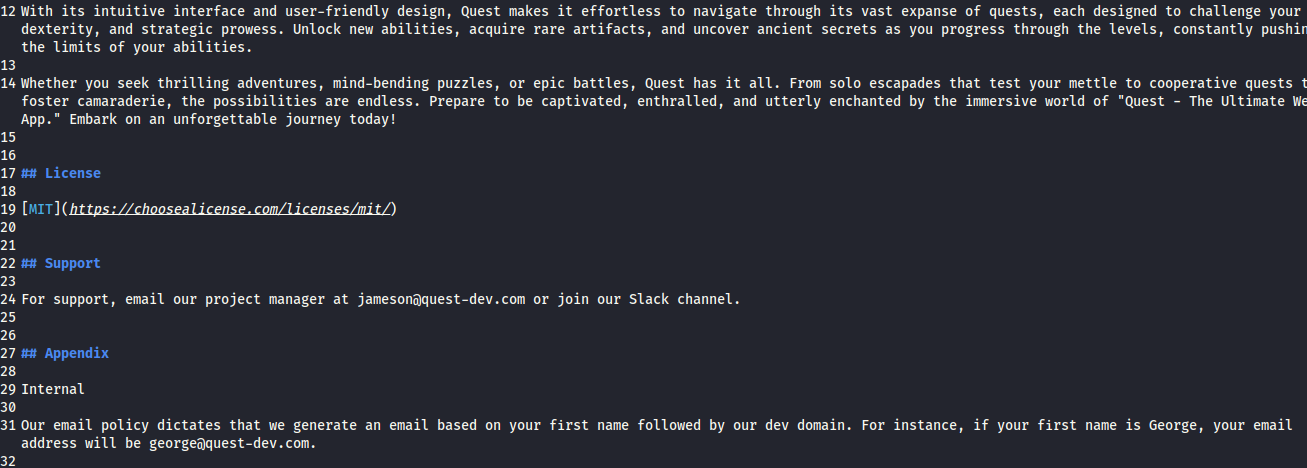 12 With its intuitive interface and user-friendly design, Quest makes it effortless to navigate through its vast expanse of quests, each designed to challenge your
dexterity, and strategic prowess. Unlock new abilities, acquire rare artifacts, and uncover ancient secrets as you progress through the levels, constantly pushin
the limits of your abilities.
13
14 Whether you seek thrilling adventures, mind-bending puzzles, or epic battles, Quest has it all. From solo escapades that test your mettle to cooperative quests t
foster camaraderie, the possibilities are endless. Prepare to be captivated, enthralled, and utterly enchanted by the immersive world of "Quest - The Ultimate We
App." Embark on an unforgettable journey today!
15
16
17 ## License
18
19 [MIT](https://choosealicense.com/licenses/mit/)
20
21
22 ## Support
23
24 For support, email our project manager at jameson@quest-dev.com or join our Slack channel.
25
26
27 ## Appendix
28
29 Internal
30
31 Our email policy dictates that we generate an email based on your first name followed by our dev domain. For instance, if your first name is George, your email
address will be george@quest-dev.com.
32